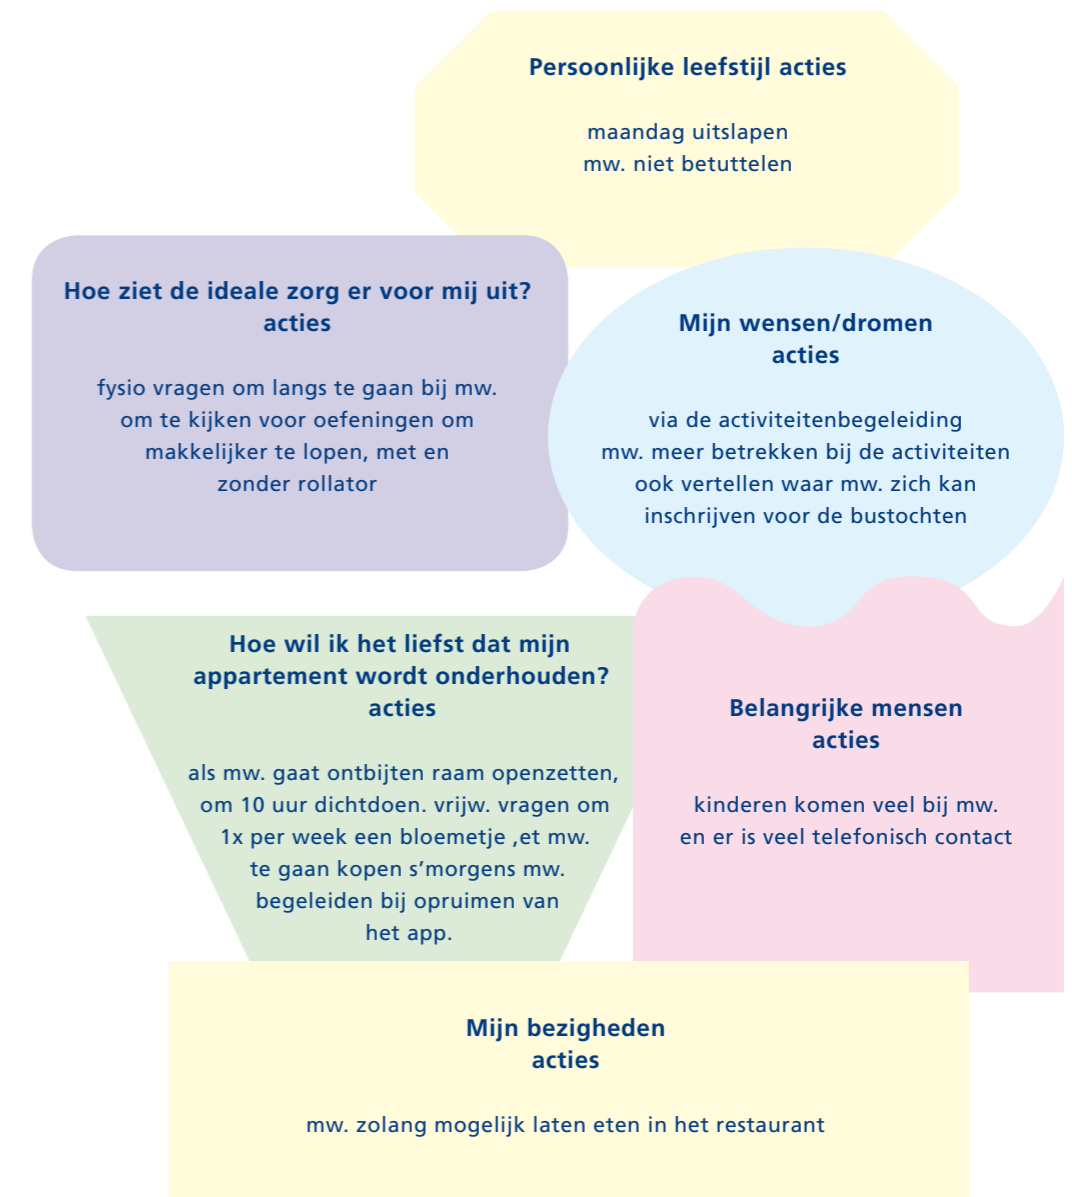 Persoonlijke leefstijl acties
maandag uitslapen
mw. niet betuttelen
Hoe ziet de ideale zorg er voor mij uit?
acties
fysio vragen om langs te gaan bij mw.
om te kijken voor oefeningen om
makkelijker te lopen, met en
zonder rollator
Mijn wensen/dromen
acties
via de activiteitenbegeleiding
mw. meer betrekken bij de activiteiten
ook vertellen waar mw. zich kan
inschrijven voor de bustochten
Hoe wil ik het liefst dat mijn
appartement wordt onderhouden?
acties
als mw. gaat ontbijten raam openzetten,
om 10 uur dichtdoen. vrijw. vragen om
1x per week een bloemetje ,et mw.
te gaan kopen s’morgens mw.
begeleiden bij opruimen van
het app.
Belangrijke mensen
acties
kinderen komen veel bij mw.
en er is veel telefonisch contact
Mijn bezigheden
acties
mw. zolang mogelijk laten eten in het restaurant